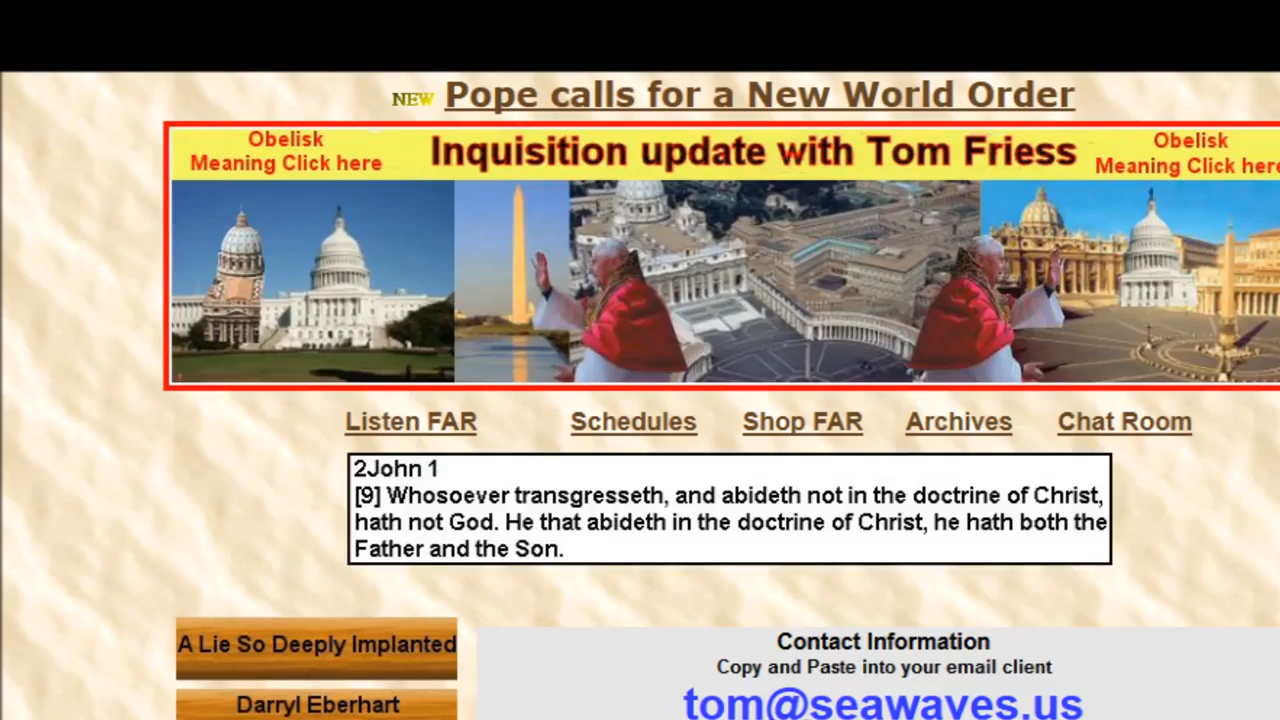 NEW Pope calls for a New World Order
Obelisk
Meaning Click here
Inquisition update with Tom Friess
Obelisk
Meaning Click here
Listen FAR Schedules Shop FAR Archives Chat Room
2John 1
[9] Whosoever transgresseth, and abideth not in the doctrine of Christ,
hath not God. He that abideth in the doctrine of Christ, he hath both the
Father and the Son.
A Lie So Deeply Implanted
Darryl Eberhart
Contact Information
Copy and Paste into your email client
tom@seawaves.us